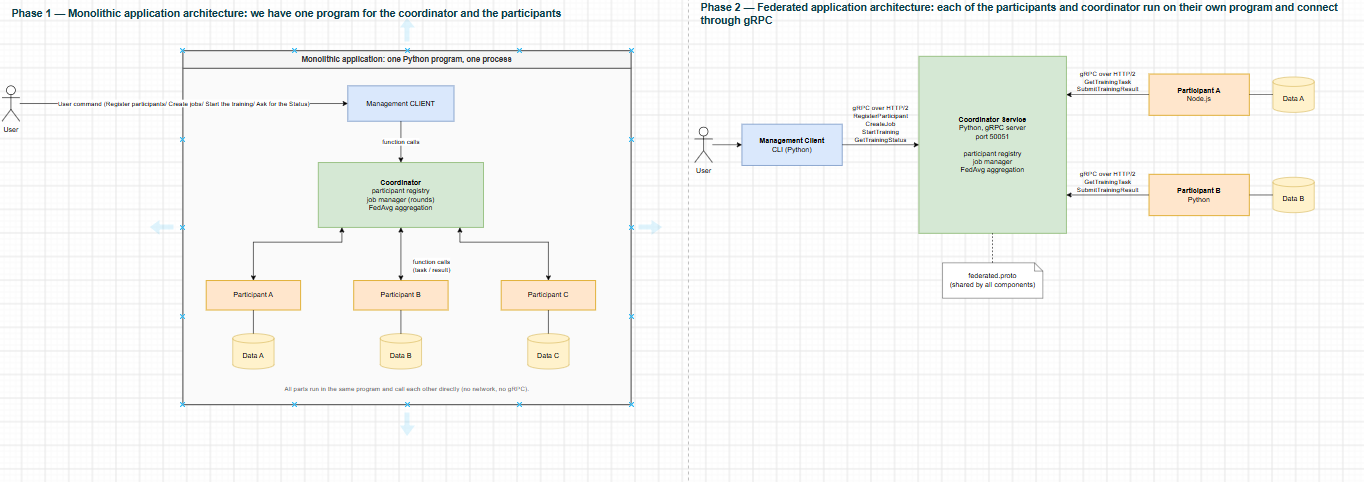 Phase 1 — Monolithic application architecture: we have one program for the coordinator and the participants
Monolithic application: one Python program, one process
User command (Register participants/ Create jobs/ Start the training/ Ask for the Status)
User
Management CLIENT
function calls
Coordinator
participant registry
job manager (rounds)
FedAvg aggregation
function calls
(task / result)
Participant A
Participant B
Participant C
Data A
Data B
Data C
All parts run in the same program and call each other directly (no network, no gRPC).
Phase 2 — Federated application architecture: each of the participants and coordinator run on their own program and connect
through gRPC
User
Management Client
CLI (Python)
gRPC over HTTP/2
RegisterParticipant
CreateJob
StartTraining
GetTrainingStatus
Coordinator Service
Python, gRPC server
port 50051
participant registry
job manager
FedAvg aggregation
gRPC over HTTP/2
GetTrainingTask
SubmitTrainingResult
Participant A
Node.js
Data A
gRPC over HTTP/2
GetTrainingTask
SubmitTrainingResult
Participant B
Python
Data B
federated.proto
(shared by all components)